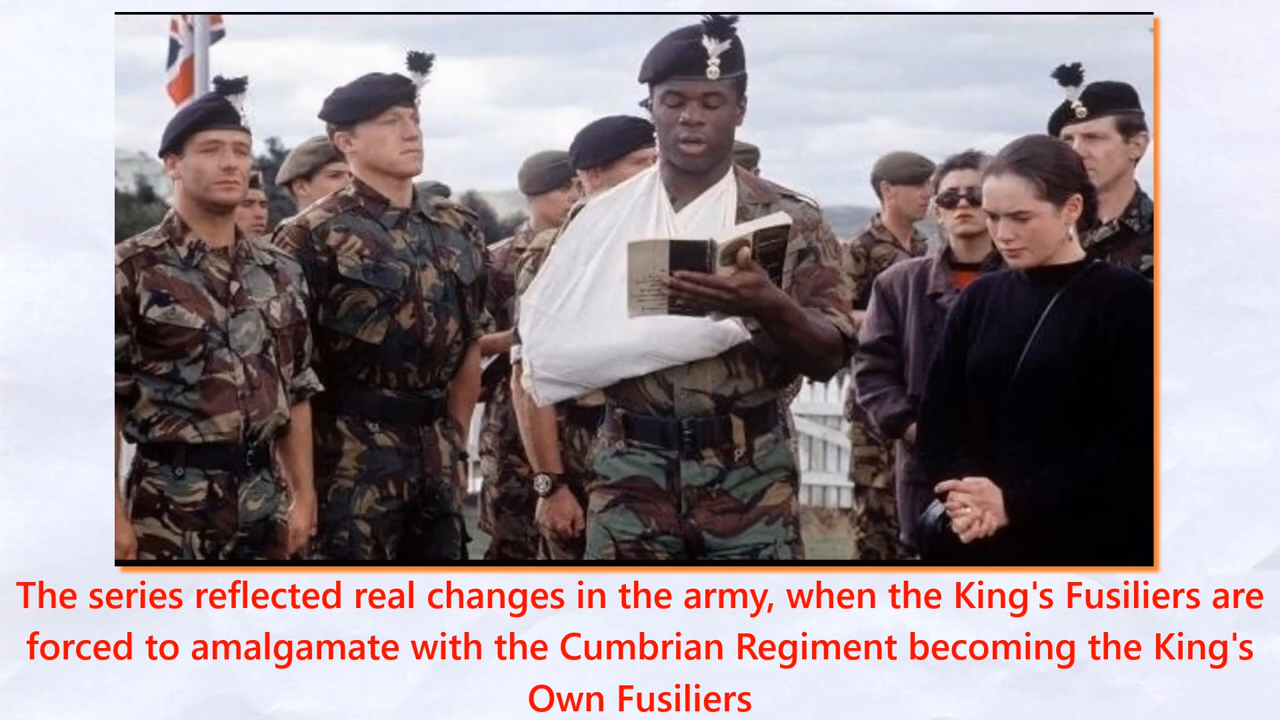 The series reflected real changes in the army, when the King's Fusiliers are
forced to amalgamate with the Cumbrian Regiment becoming the King's
Own Fusiliers